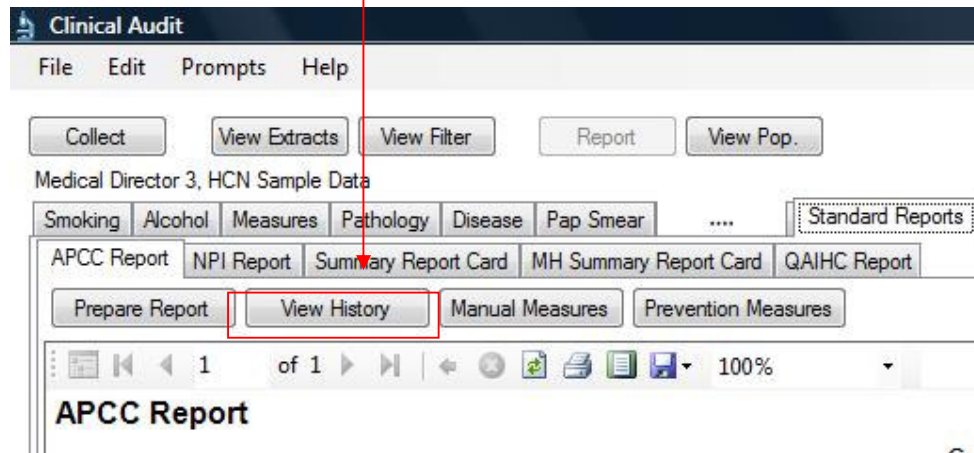 Clinical Audit
File Edit Prompts Help
Collect View Extracts View Filter Report View Pop.
Medical Director 3, HCN Sample Data
Smoking Alcohol Measures Pathology Disease Pap Smear .... Standard Reports
APCC Report NPI Report Summary Report Card MH Summary Report Card QAIHC Report
Prepare Report View History Manual Measures Prevention Measures
1 of 1 100%
APCC Report